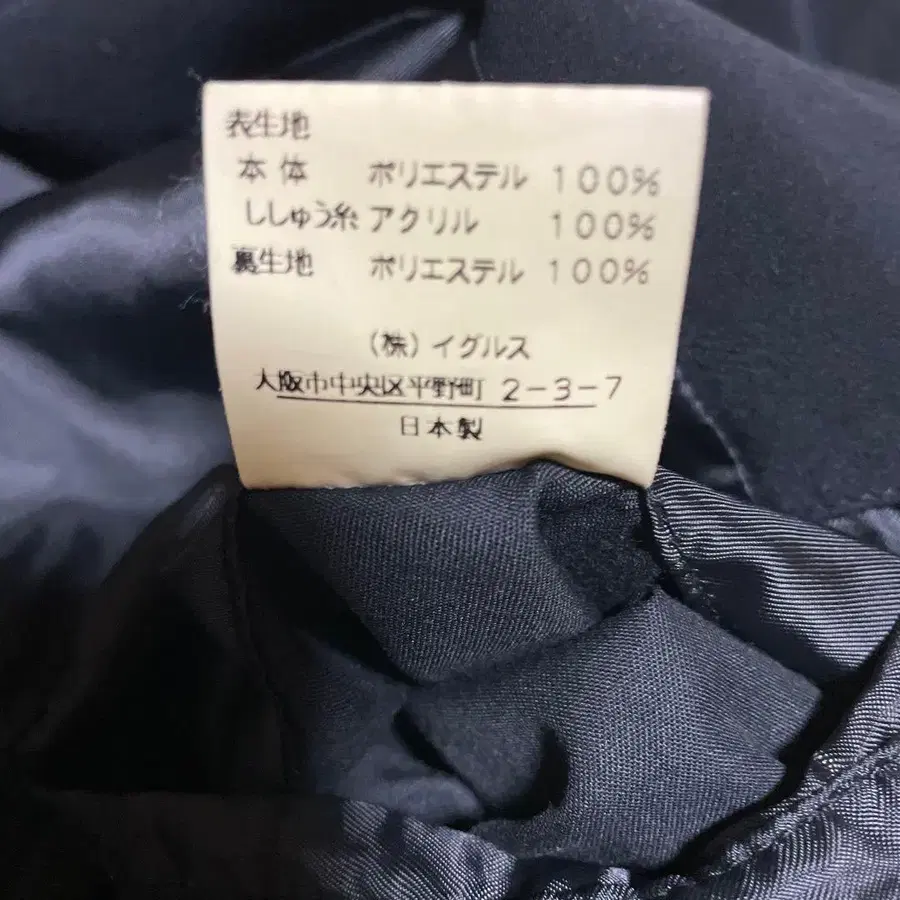 表生地
本体 ポリエステル 100%
ししゅう糸 アクリル 100%
裏生地 ポリエステル 100%
(株)イグルス
大阪市中央区平野町 2-3-7
日本製